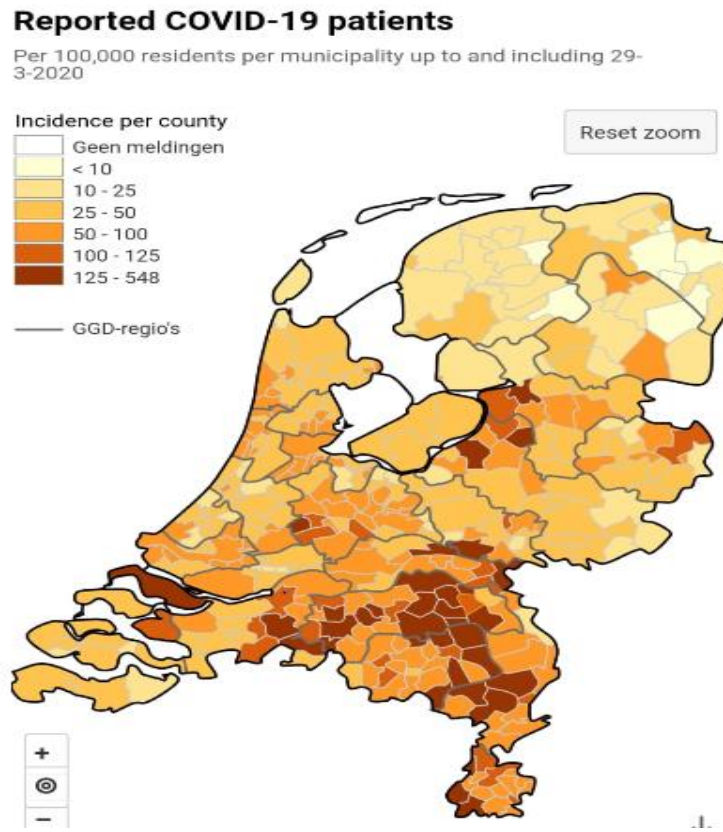 Reported COVID-19 patients
Per 100,000 residents per municipality up to and including 29-
3-2020
Incidence per county
Reset zoom
Geen meldingen
< 10
10 - 25
25 - 50
50 - 100
100 - 125
125 - 548
GGD-regio's
+
−